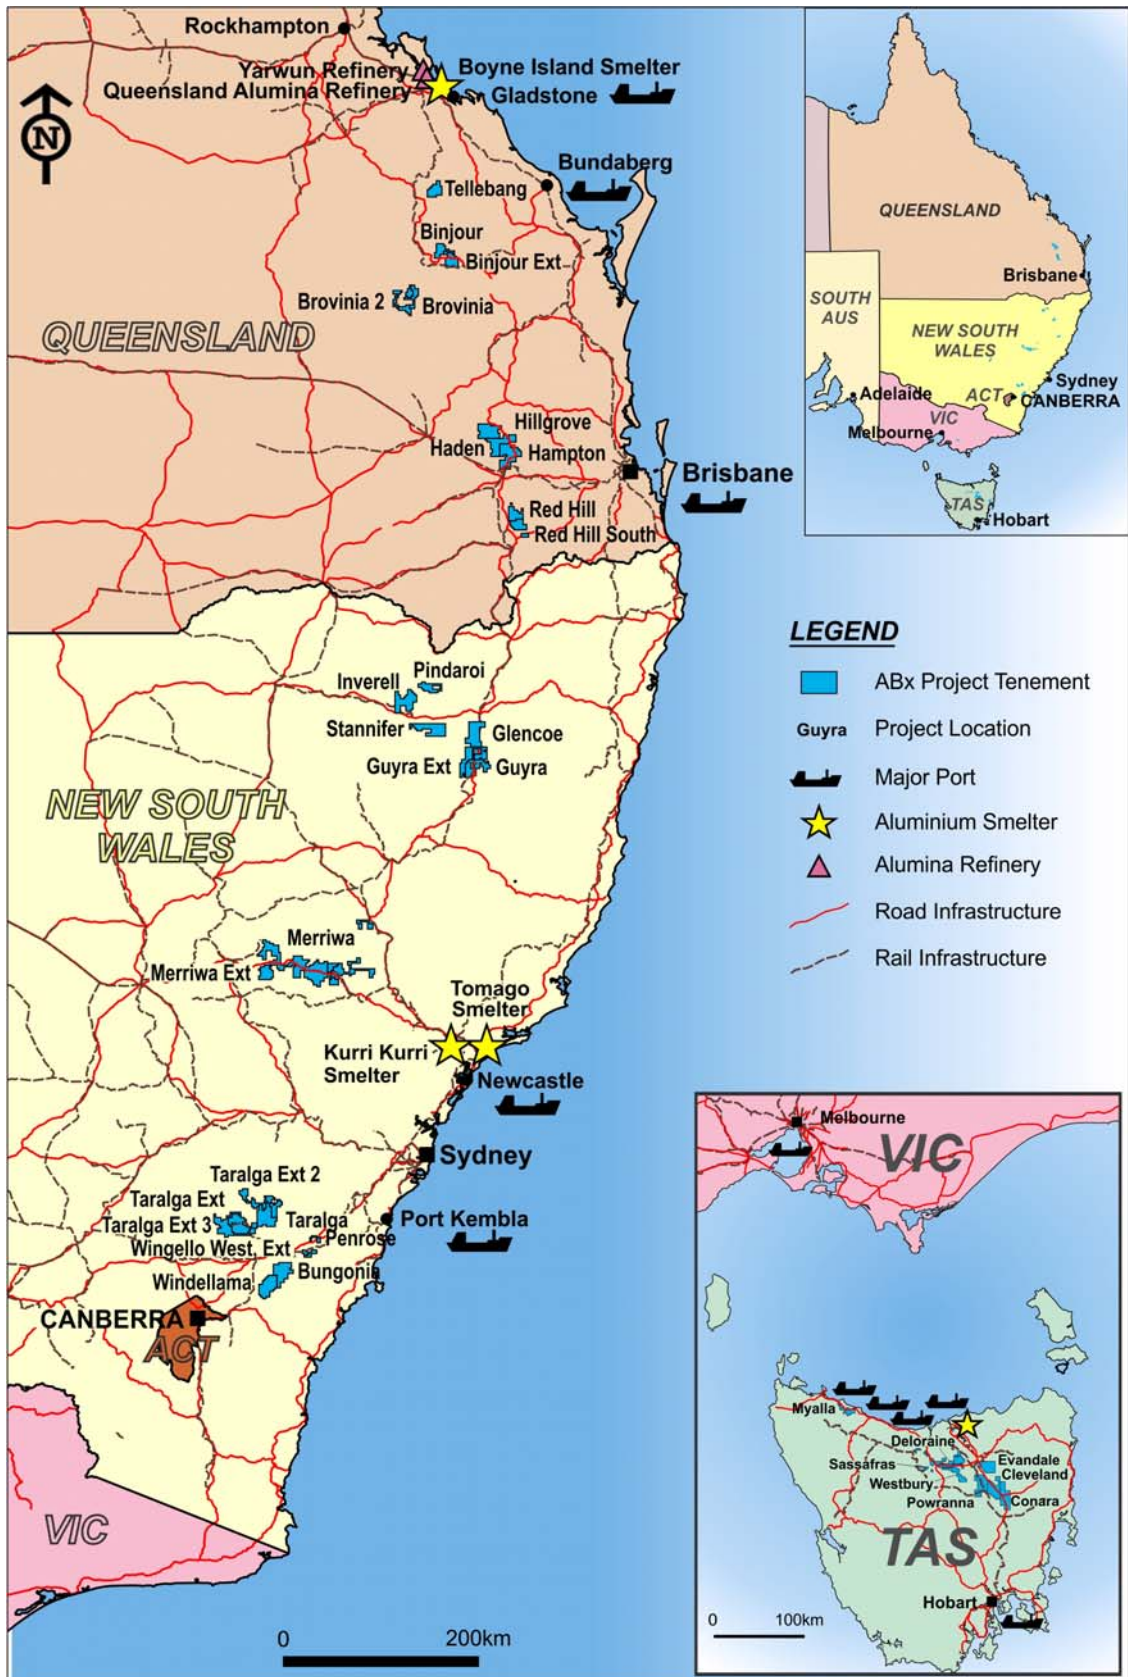 Rockhampton
Yarwun Refinery
Queensland Alumina Refinery
Boyne Island Smelter
Gladstone
N
Bundaberg
Tellebang
Binjour
Binjour Ext
Brovinia 2
Brovinia
QUEENSLAND
Hillgrove
Haden
Hampton
Brisbane
Red Hill
Red Hill South
Pindaroi
Inverell
Stannifer
Glencoe
Guyra Ext
Guyra
NEW SOUTH
WALES
Merriwa
Merriwa Ext
Tomago
Smelter
Kurri Kurri
Smelter
Newcastle
Sydney
Taralga Ext 2
Taralga Ext
Taralga Ext 3
Taralga
Port Kembla
Penrose
Wingello West, Ext
Bungonia
Windellama
CANBERRA
ACT
VIC
0
200km
QUEENSLAND
Brisbane
SOUTH
AUS
NEW SOUTH
WALES
Sydney
ACT
CANBERRA
Adelaide
VIC
Melbourne
TAS
Hobart
LEGEND
ABx Project Tenement
Guyra Project Location
Major Port
Aluminium Smelter
Alumina Refinery
Road Infrastructure
Rail Infrastructure
Melbourne
VIC
Myalla
Deloraine
Sassafras
Evandale
Cleveland
Westbury
Powranna
Conara
TAS
Hobart
0
100km